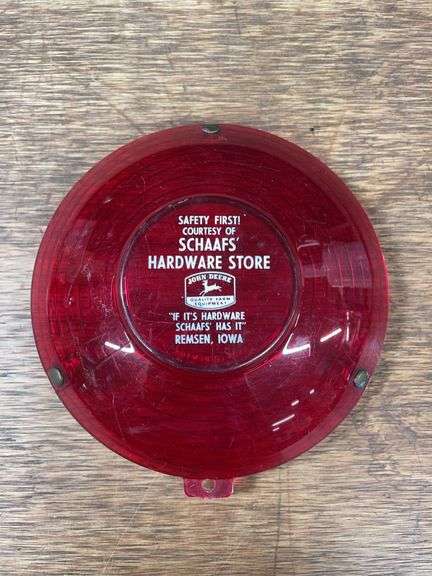 SAFETY FIRST!
COURTESY OF
SCHAAFS'
HARDWARE STORE
JOHN DEERE
QUALITY FARM
EQUIPMENT
"IF IT'S HARDWARE
SCHAAFS' HAS IT"
REMSEN, IOWA